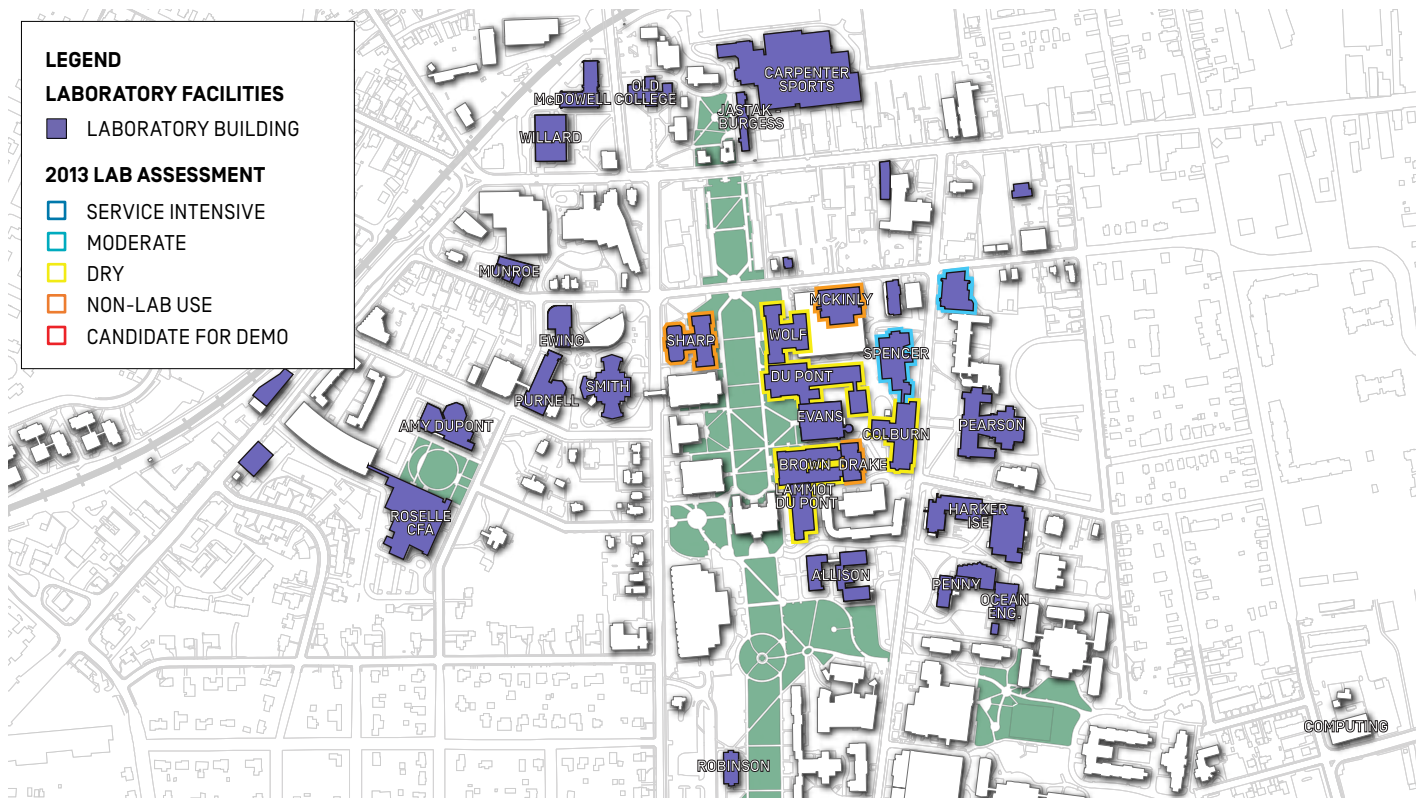 LEGEND
LABORATORY FACILITIES
LABORATORY BUILDING
2013 LAB ASSESSMENT
SERVICE INTENSIVE
MODERATE
DRY
NON-LAB USE
CANDIDATE FOR DEMO
CARPENTER
SPORTS
OLD
McDOWELL COLLEGE
JASTAK-
BURGESS
WILLARD
MUNROE
MCKINLY
EWING
SHARP
WOLF
SPENCER
DU PONT
SMITH
PURNELL
EVANS
AMY DUPONT
COLBURN
PEARSON
BROWN
DRAKE
LAMMOT
DU PONT
ROSELLE
CFA
HARKER
ISE
ALLISON
PENNY
OCEAN
ENG.
COMPUTING
ROBINSON